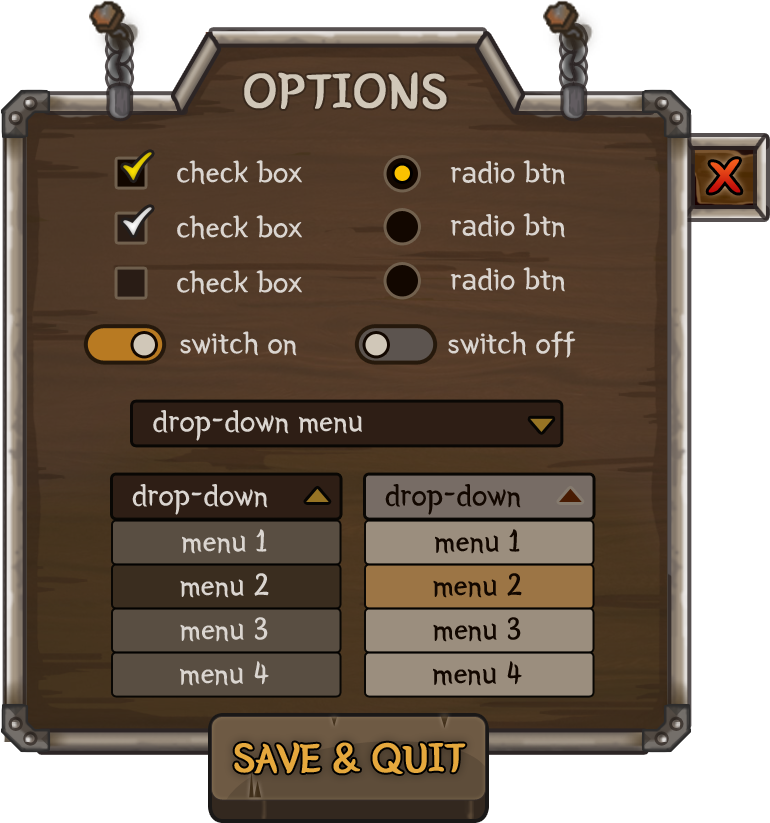 OPTIONS
check box radio btn
check box radio btn
check box radio btn
switch on switch off
drop-down menu
drop-down drop-down
menu 1 menu 1
menu 2 menu 2
menu 3 menu 3
menu 4 menu 4
SAVE & QUIT